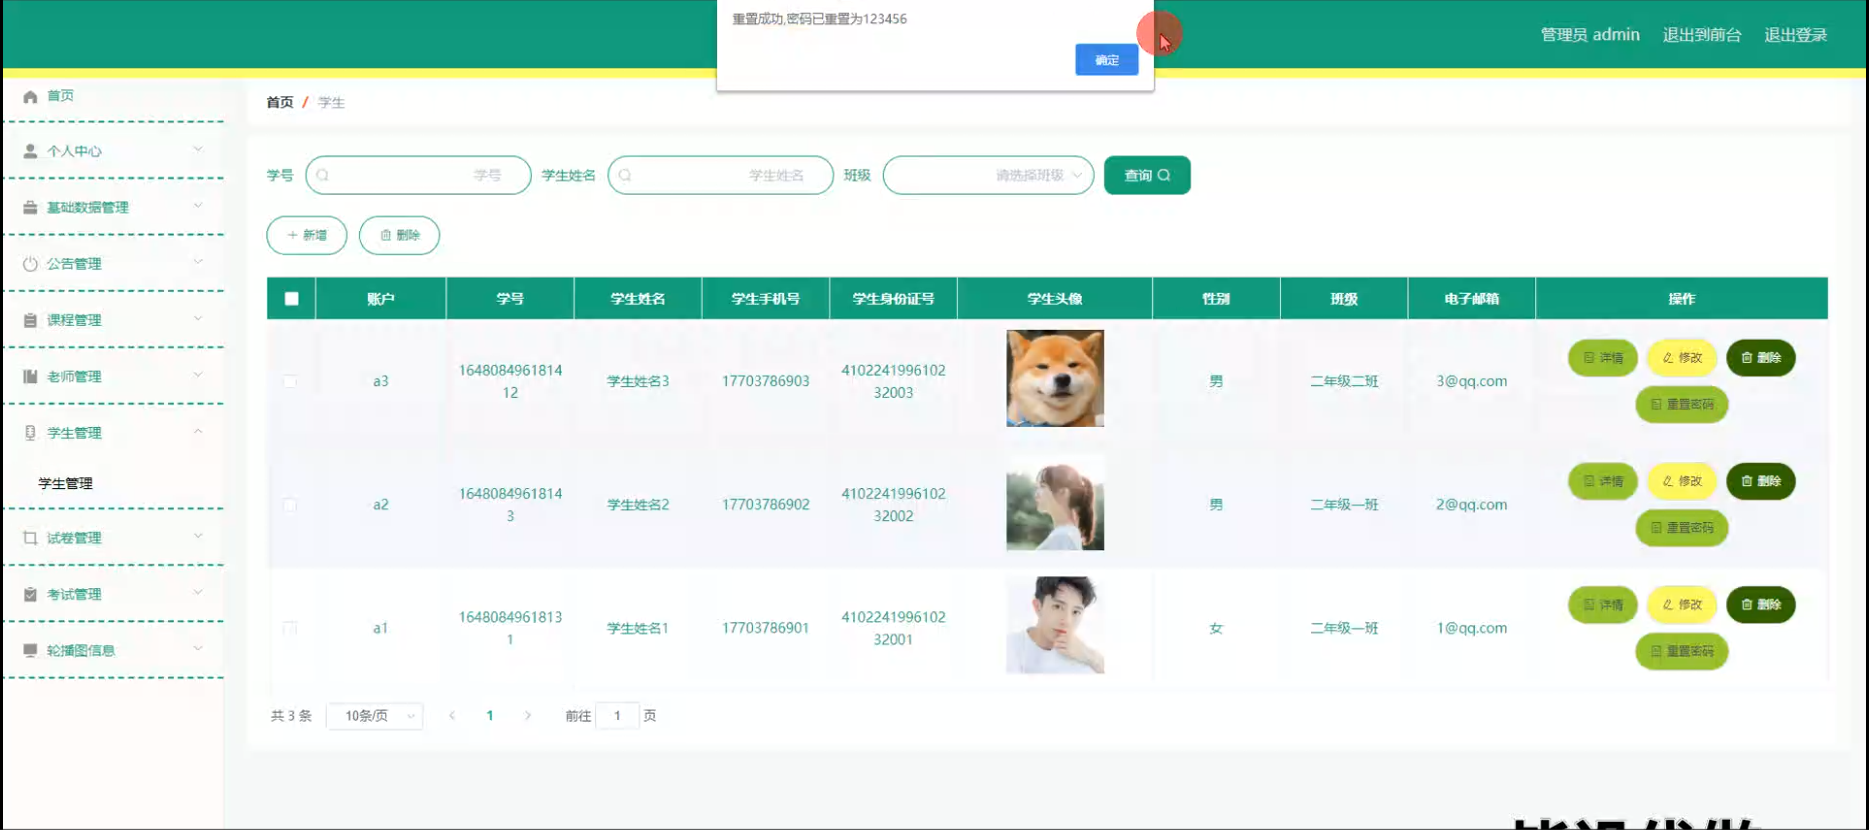 重置成功,密码已重置为123456
确定
管理员 admin 退出到前台 退出登录
首页
个人中心
基础数据管理
公告管理
课程管理
老师管理
学生管理
学生管理
试卷管理
考试管理
轮播图信息
首页 / 学生
学号 学号 学生姓名 学生姓名 班级 请选择班级 查询
新增 删除
账户 学号 学生姓名 学生手机号 学生身份证号 学生头像 性别 班级 电子邮箱 操作
a3 1648084961814
12 学生姓名3 17703786903 4102241996102
32003 男 二年级二班 3@qq.com 详情 修改 删除
重置密码
a2 1648084961814
3 学生姓名2 17703786902 4102241996102
32002 男 二年级一班 2@qq.com 详情 修改 删除
重置密码
a1 1648084961813
1 学生姓名1 17703786901 4102241996102
32001 女 二年级一班 1@qq.com 详情 修改 删除
重置密码
共 3 条 10条/页 1 前往 1 页